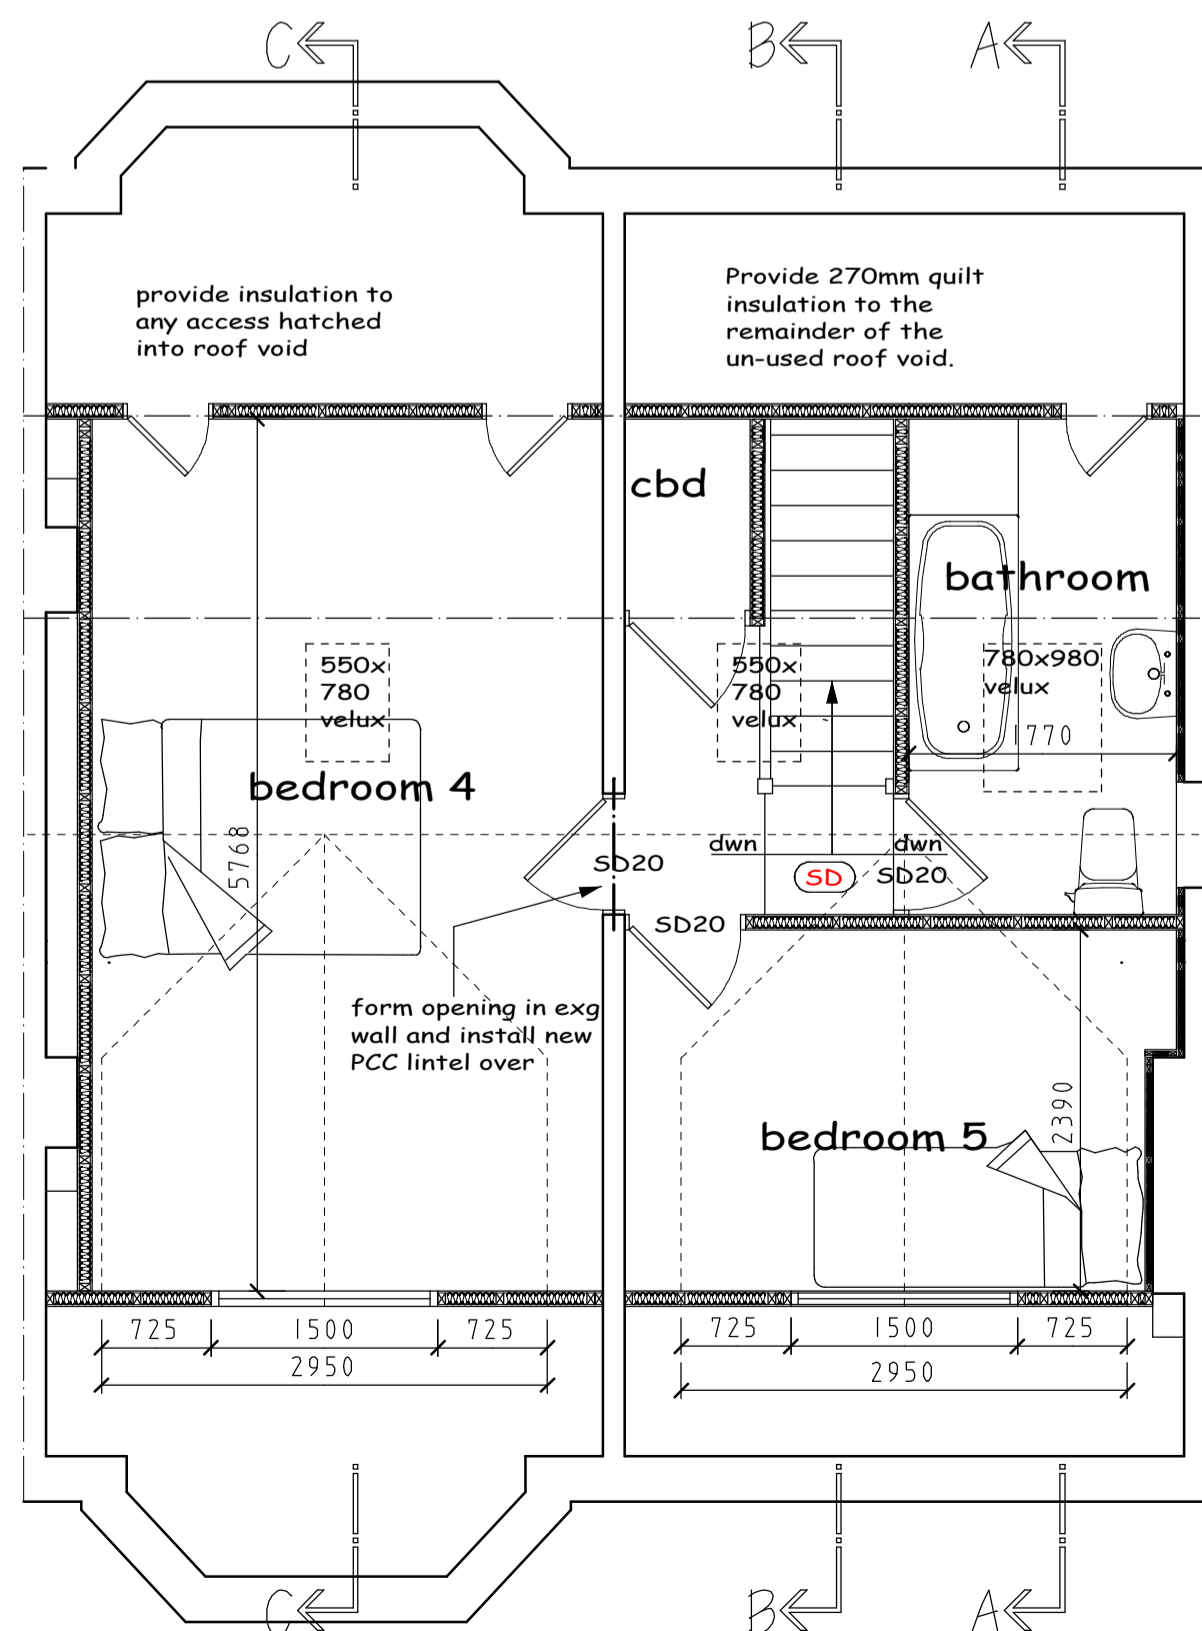 C
B
A
provide insulation to
any access hatched
into roof void
Provide 270mm quilt
insulation to the
remainder of the
un-used roof void.
cbd
bathroom
550x
780
velux
550x
780
velux
780x980
velux
1770
bedroom 4
5768
dwn
dwn
SD20
SD
SD20
SD20
form opening in exg
wall and install new
PCC lintel over
2390
bedroom 5
725
1500
725
2950
725
1500
725
2950
C
B
A